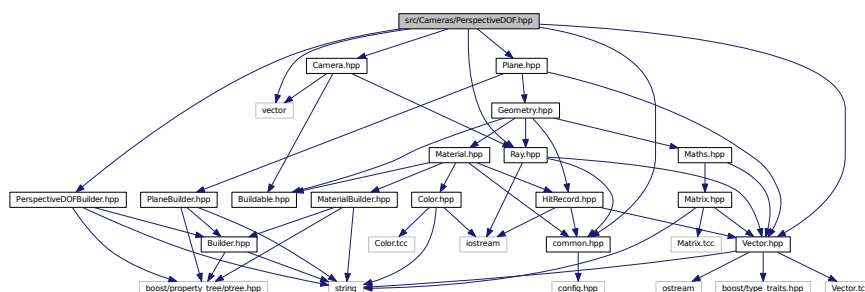 src/Cameras/PerspectiveDOF.hpp
Camera.hpp
Plane.hpp
vector
Geometry.hpp
Material.hpp
Ray.hpp
Maths.hpp
PerspectiveDOFBuilder.hpp
PlaneBuilder.hpp
Buildable.hpp
MaterialBuilder.hpp
Color.hpp
HitRecord.hpp
Matrix.hpp
Builder.hpp
Color.tcc
iostream
common.hpp
Matrix.tcc
Vector.hpp
boost/property_tree/ptree.hpp
string
config.hpp
ostream
boost/type_traits.hpp